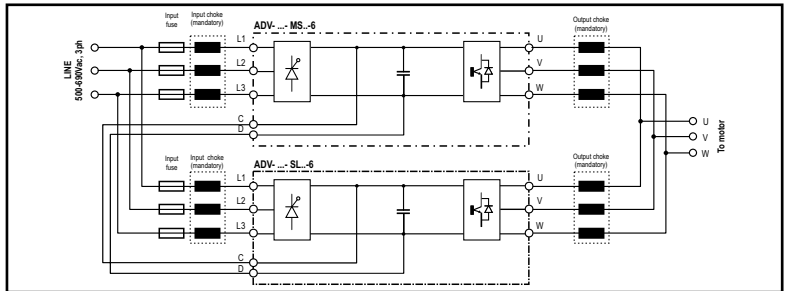 Input fuse
Input choke (mandatory)
ADV- ...- MS..-6
Output choke (mandatory)
LINE 500-690Vac, 3ph
L1
L2
L3
C
D
U
V
W
U
V
W
To motor
Input fuse
Input choke (mandatory)
ADV- ...- SL..-6
Output choke (mandatory)
L1
L2
L3
C
D
U
V
W